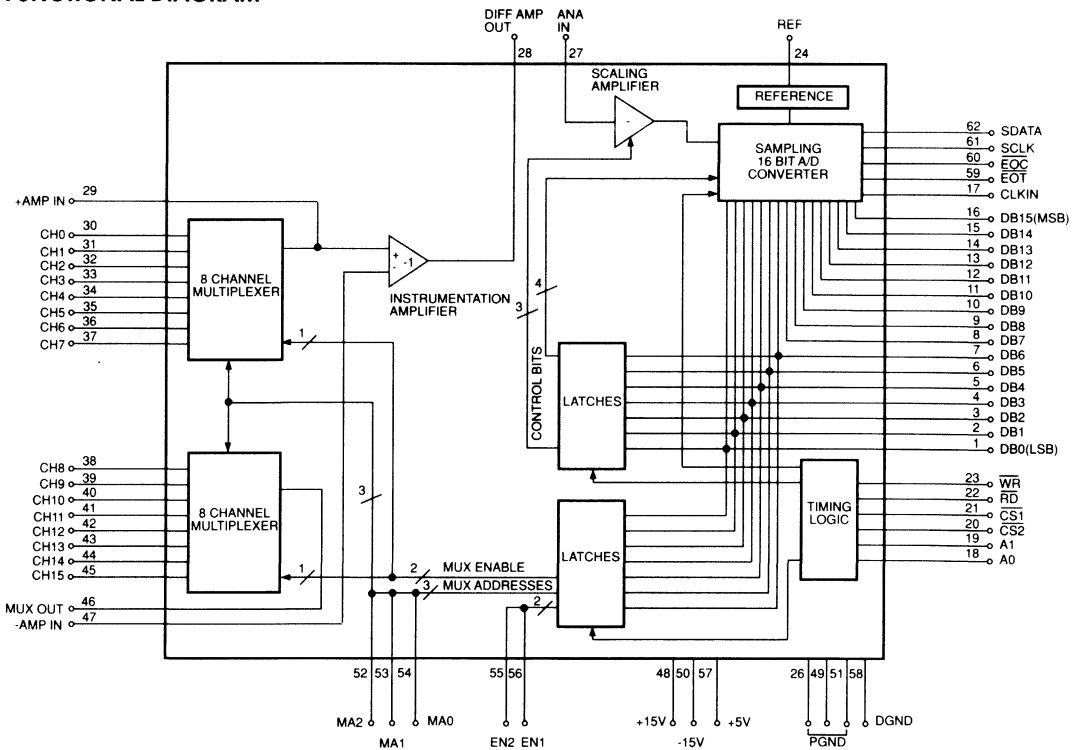 DIFF AMP OUT
ANA IN
REF
28
27
24
SCALING AMPLIFIER
-
REFERENCE
SAMPLING
16 BIT A/D
CONVERTER
62 SDATA
61 SCLK
60 EOC
59 EOT
17 CLKIN
16 DB15(MSB)
15 DB14
14 DB13
13 DB12
12 DB11
11 DB10
10 DB9
9 DB8
8 DB7
7 DB6
6 DB5
5 DB4
4 DB3
3 DB2
2 DB1
1 DB0(LSB)
23 WR
22 RD
21 CS1
20 CS2
19 A1
18 A0
+AMP IN 29
CH0 30
CH1 31
CH2 32
CH3 33
CH4 34
CH5 35
CH6 36
CH7 37
8 CHANNEL
MULTIPLEXER
1
+
-1
-
INSTRUMENTATION
AMPLIFIER
4
3
CONTROL BITS
LATCHES
CH8 38
CH9 39
CH10 40
CH11 41
CH12 42
CH13 43
CH14 44
CH15 45
MUX OUT 46
-AMP IN 47
8 CHANNEL
MULTIPLEXER
3
1
2 MUX ENABLE
3 MUX ADDRESSES
2
LATCHES
TIMING
LOGIC
52 53 54
55 56
48 50 57
26 49 51 58
MA2
MA1
MA0
EN2 EN1
+15V
-15V
+5V
PGND
DGND